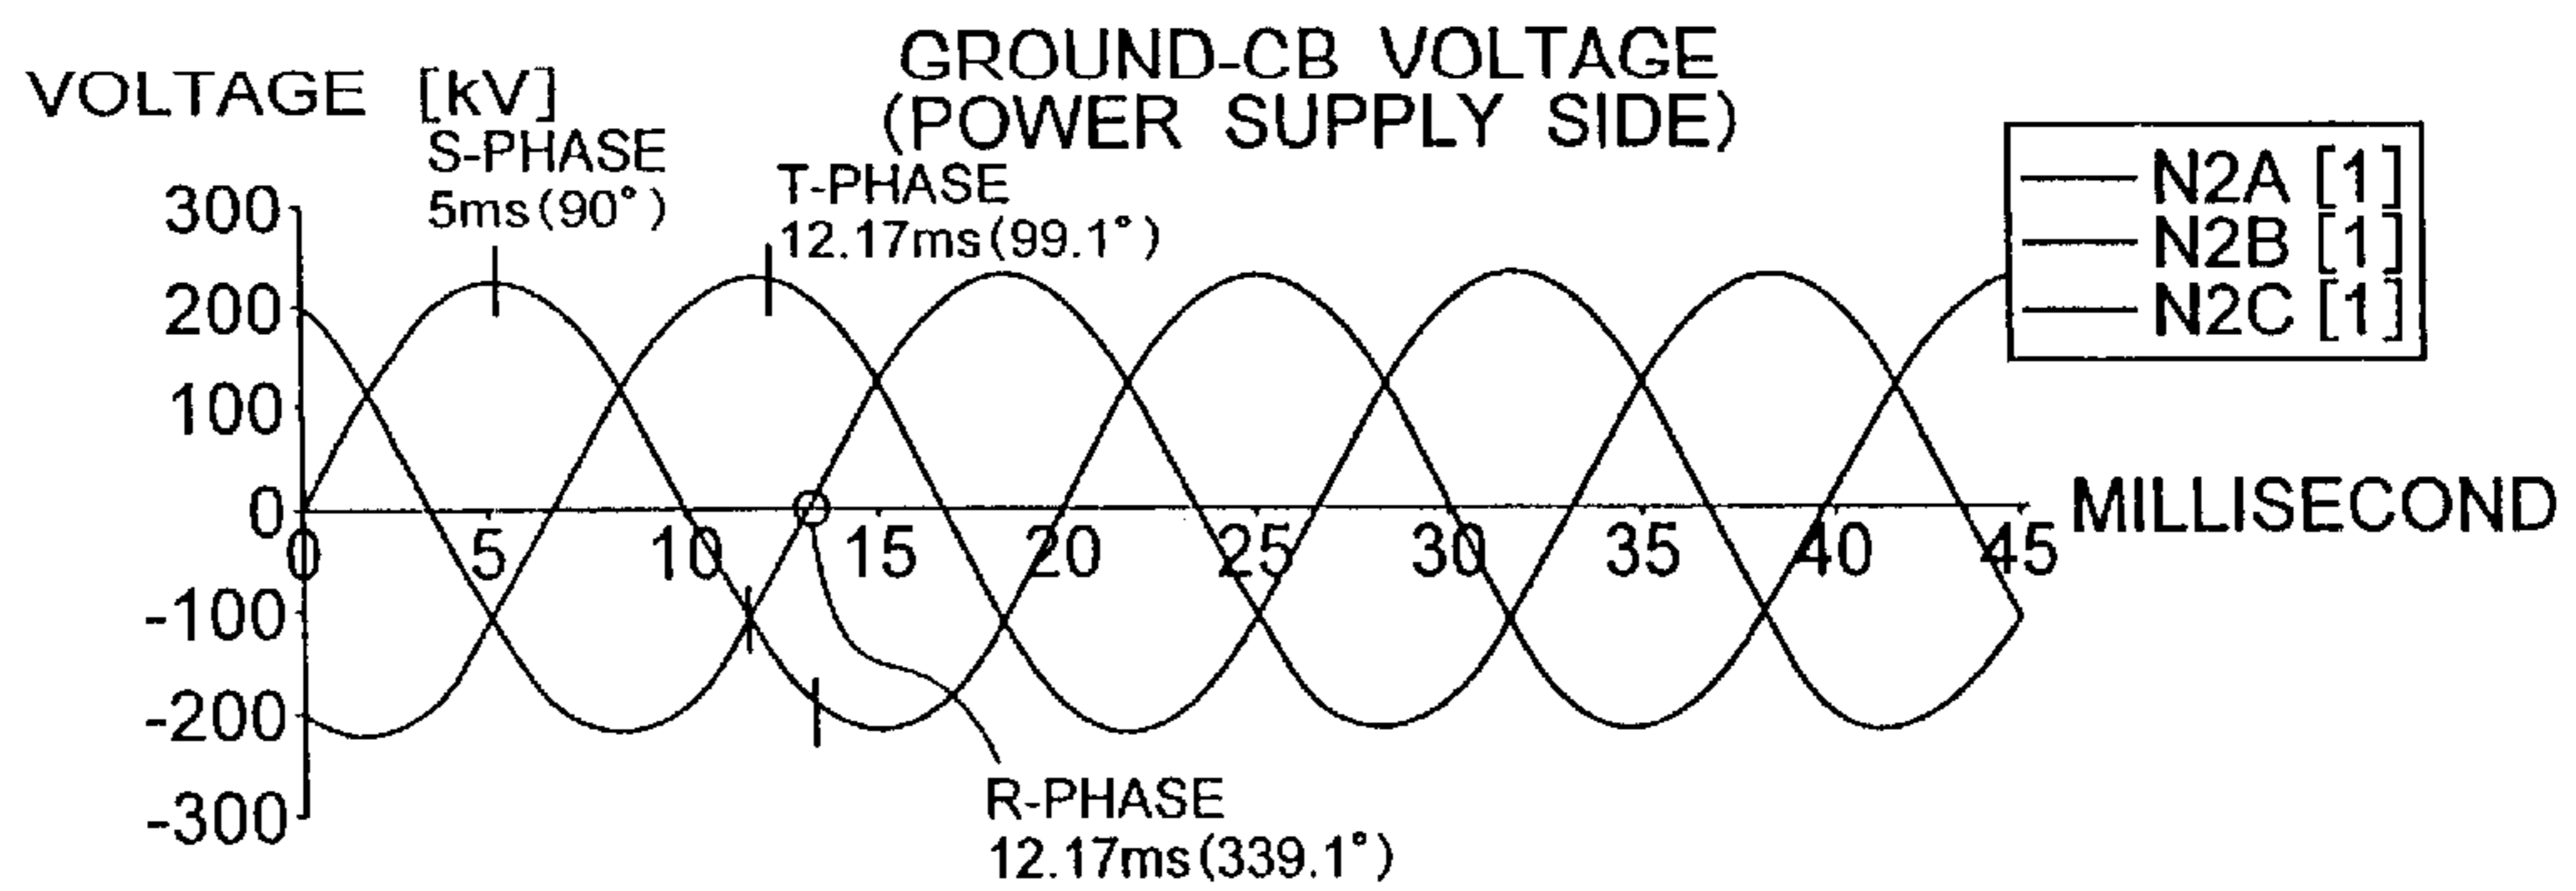 GROUND-CB VOLTAGE
(POWER SUPPLY SIDE)
VOLTAGE [kV]
S-PHASE
5ms(90°)
T-PHASE
12.17ms(99.1°)
N2A [1]
N2B [1]
N2C [1]
300
200
100
0
-100
-200
-300
0 5 10 15 20 25 30 35 40 45
MILLISECOND
R-PHASE
12.17ms(339.1°)